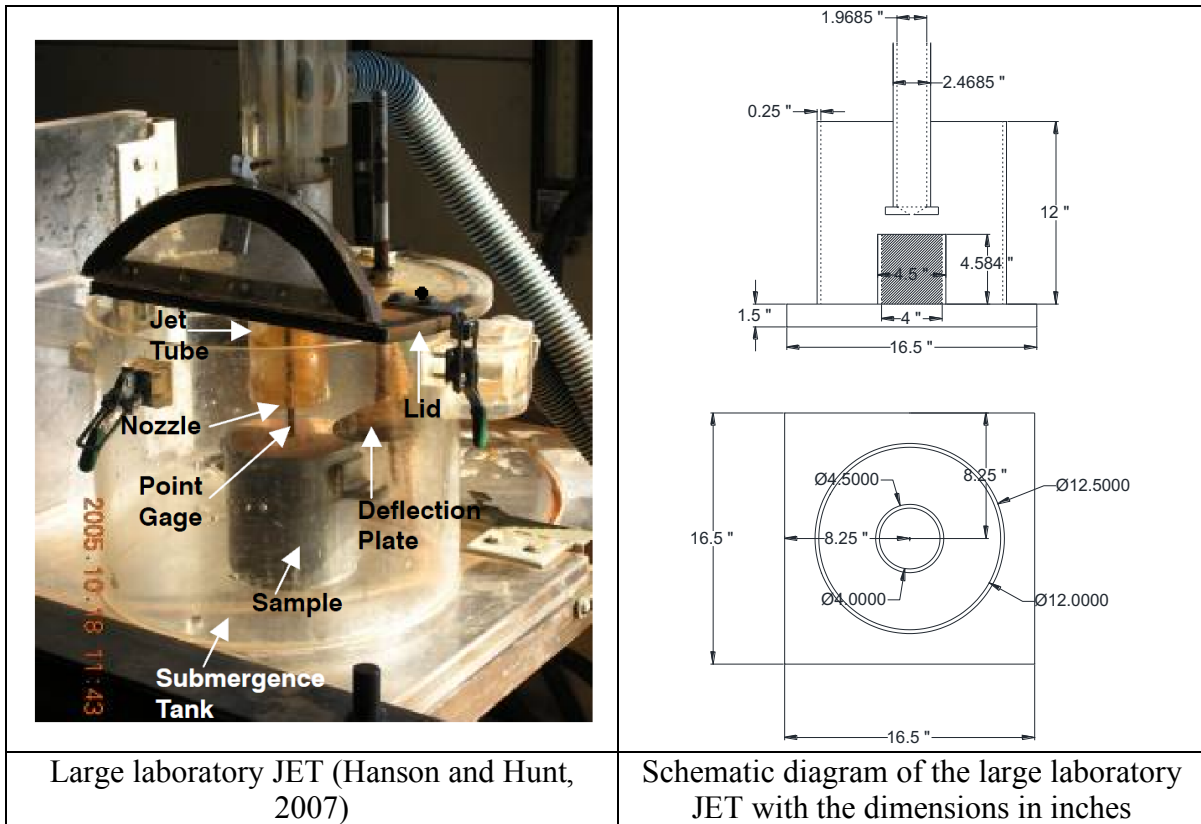 Jet
Tube
Nozzle
Lid
Point
Gage
Deflection
Plate
Sample
Submergence
Tank
2005.10.18 11:43
1.9685 "
2.4685 "
0.25 "
12 "
4.584 "
4.5 "
1.5 "
4 "
16.5 "
8.25 "
Ø4.5000
Ø12.5000
16.5 "
8.25 "
Ø4.0000
Ø12.0000
16.5 "
Large laboratory JET (Hanson and Hunt,
2007)
Schematic diagram of the large laboratory
JET with the dimensions in inches